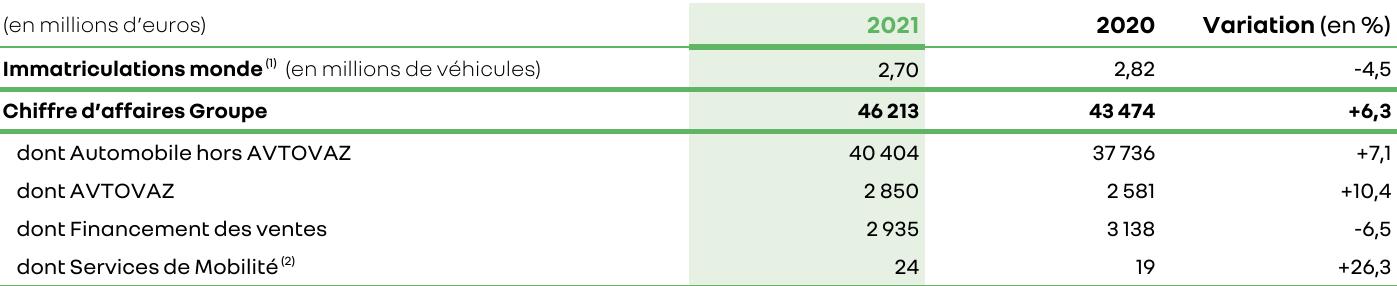 (en millions d’euros) 2021 2020 Variation (en %)
Immatriculations monde (1) (en millions de véhicules) 2,70 2,82 -4,5
Chiffre d’affaires Groupe 46 213 43 474 +6,3
dont Automobile hors AVTOVAZ 40 404 37 736 +7,1
dont AVTOVAZ 2 850 2 581 +10,4
dont Financement des ventes 2 935 3 138 -6,5
dont Services de Mobilité (2) 24 19 +26,3